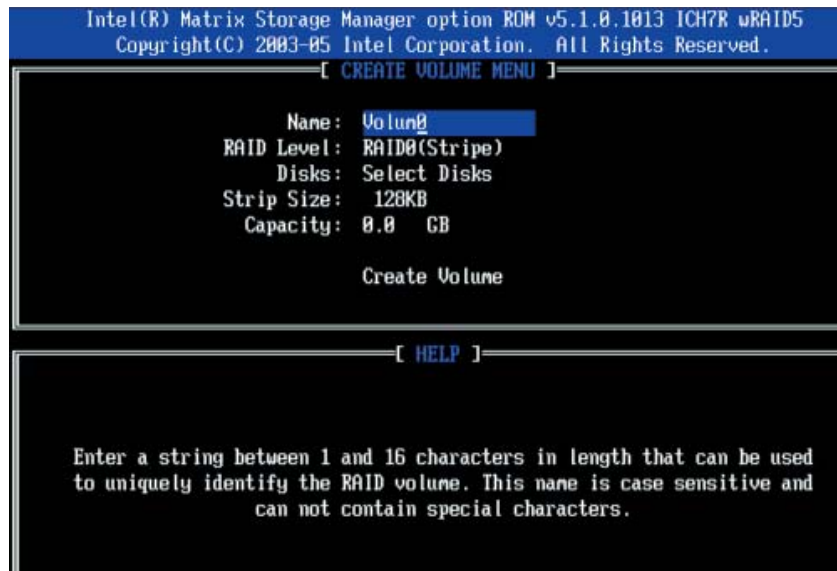 Intel(R) Matrix Storage Manager option ROM v5.1.0.1013 ICH7R wRAID5
Copyright(C) 2003-05 Intel Corporation. All Rights Reserved.
[ CREATE VOLUME MENU ]
Name: Volum0
RAID Level: RAID0(Stripe)
Disks: Select Disks
Strip Size: 128KB
Capacity: 0.0 GB
Create Volume
[ HELP ]
Enter a string between 1 and 16 characters in length that can be used
to uniquely identify the RAID volume. This name is case sensitive and
can not contain special characters.